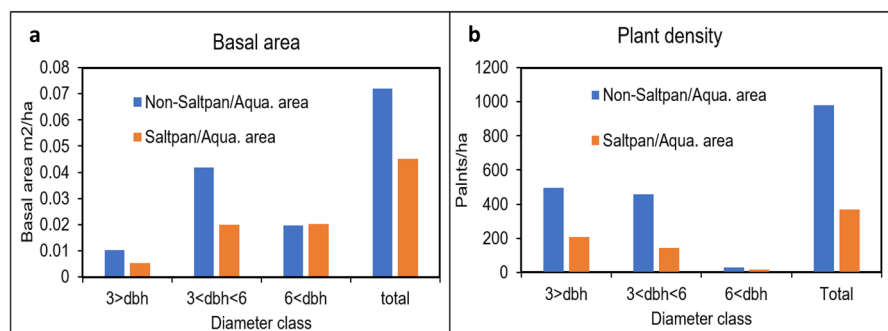 a
Basal area
0.08
0.07
0.06
0.05
0.04
0.03
0.02
0.01
0
Basal area m2/ha
Non-Saltpan/Aqua. area
Saltpan/Aqua. area
3>dbh
3<dbh<6
6<dbh
total
Diameter class
b
Plant density
1200
1000
800
600
400
200
0
Palnts/ha
Non-Saltpan/Aqua. area
Saltpan/Aqua. area
3>dbh
3<dbh<6
6<dbh
Total
Diameter class